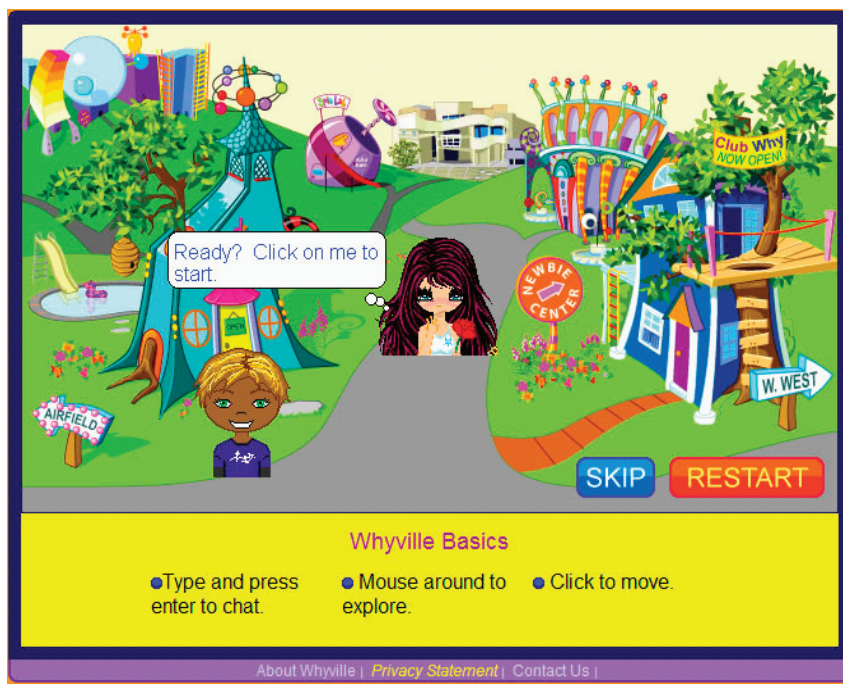 Club Why
NOW OPEN!
Ready? Click on me to
start.
NEWBIE
CENTER
OPEN
W. WEST
AIRFIELD
SKIP
RESTART
Whyville Basics
●Type and press
enter to chat.
● Mouse around to
explore.
● Click to move.
About Whyville | Privacy Statement | Contact Us |